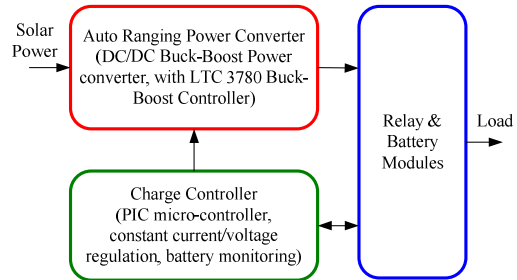 Solar
Power
Auto Ranging Power Converter
(DC/DC Buck-Boost Power
converter, with LTC 3780 Buck-
Boost Controller)
Relay &
Battery
Modules
Load
Charge Controller
(PIC micro-controller,
constant current/voltage
regulation, battery monitoring)